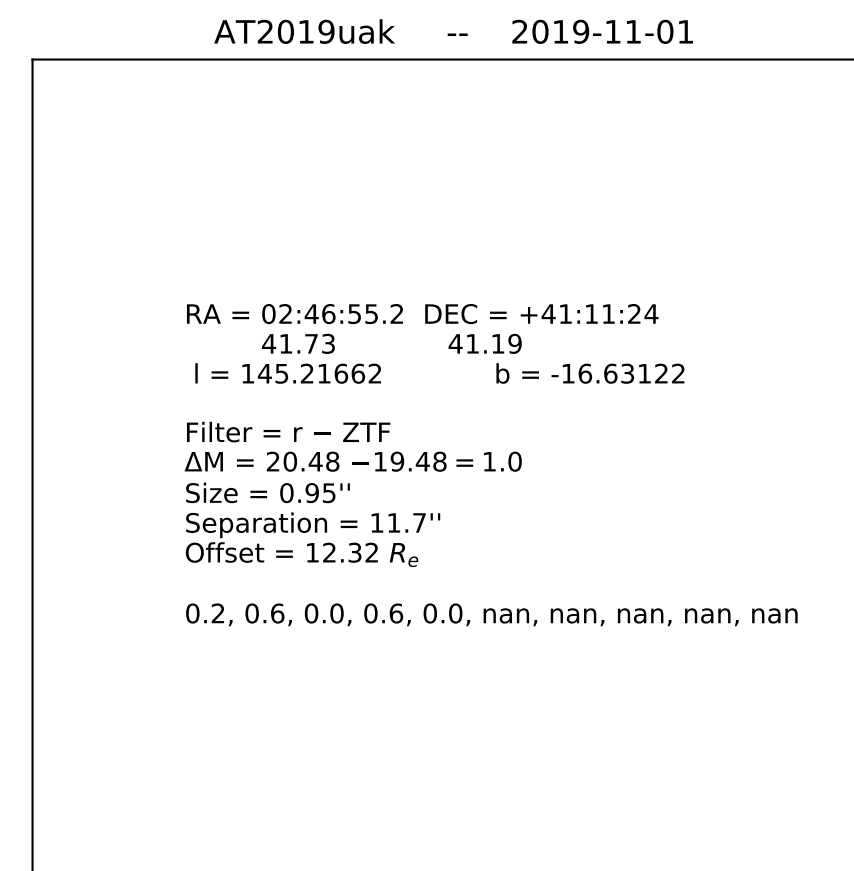 AT2019uak -- 2019-11-01
RA = 02:46:55.2 DEC = +41:11:24
41.73 41.19
l = 145.21662 b = -16.63122
Filter = r − ZTF
ΔM = 20.48 −19.48 = 1.0
Size = 0.95''
Separation = 11.7''
Offset = 12.32 Rₑ
0.2, 0.6, 0.0, 0.6, 0.0, nan, nan, nan, nan, nan